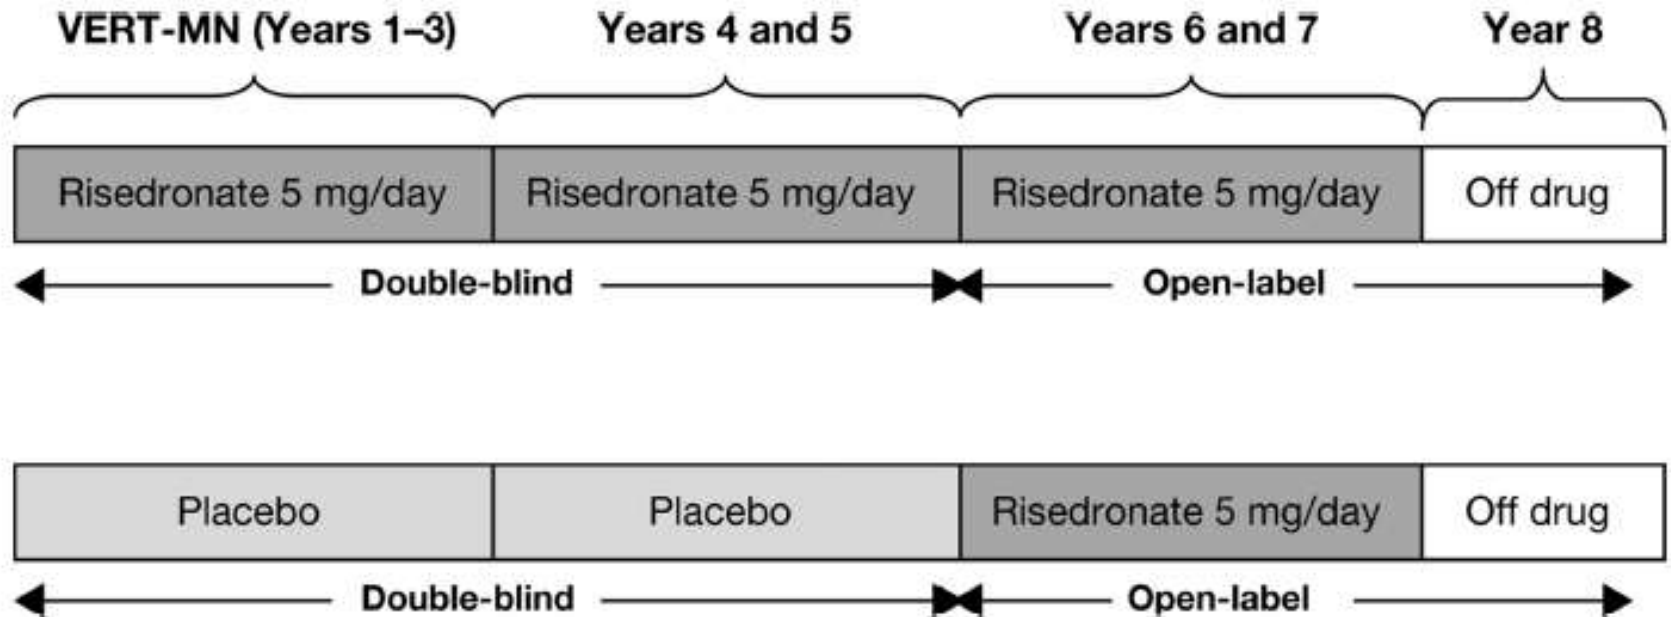 VERT-MN (Years 1–3) Years 4 and 5 Years 6 and 7 Year 8
Risedronate 5 mg/day Risedronate 5 mg/day Risedronate 5 mg/day Off drug
Double-blind Open-label
Placebo Placebo Risedronate 5 mg/day Off drug
Double-blind Open-label